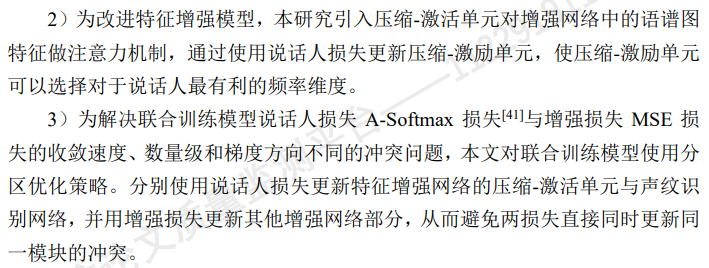 2）为改进特征增强模型，本研究引入压缩-激活单元对增强网络中的语谱图
特征做注意力机制，通过使用说话人损失更新压缩-激励单元，使压缩-激励单元
可以选择对于说话人最有利的频率维度。
3）为解决联合训练模型说话人损失 A-Softmax 损失[41]与增强损失 MSE 损
失的收敛速度、数量级和梯度方向不同的冲突问题，本文对联合训练模型使用分
区优化策略。分别使用说话人损失更新特征增强网络的压缩-激活单元与声纹识
别网络，并用增强损失更新其他增强网络部分，从而避免两损失直接同时更新同
一模块的冲突。